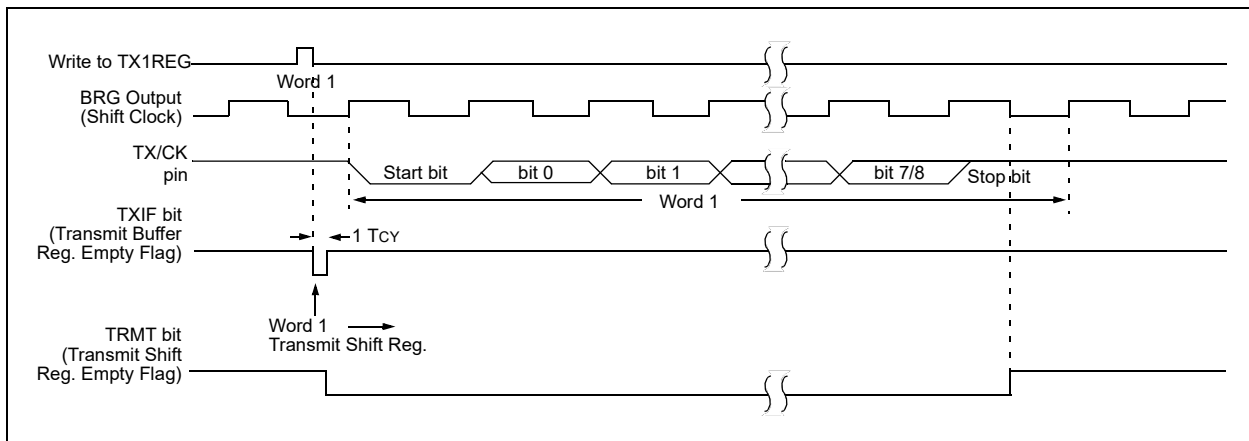 Write to TX1REG
Word 1
BRG Output
(Shift Clock)
TX/CK
pin
Start bit
bit 0
bit 1
bit 7/8
Stop bit
Word 1
TXIF bit
(Transmit Buffer
Reg. Empty Flag)
1 TCY
Word 1
Transmit Shift Reg.
TRMT bit
(Transmit Shift
Reg. Empty Flag)